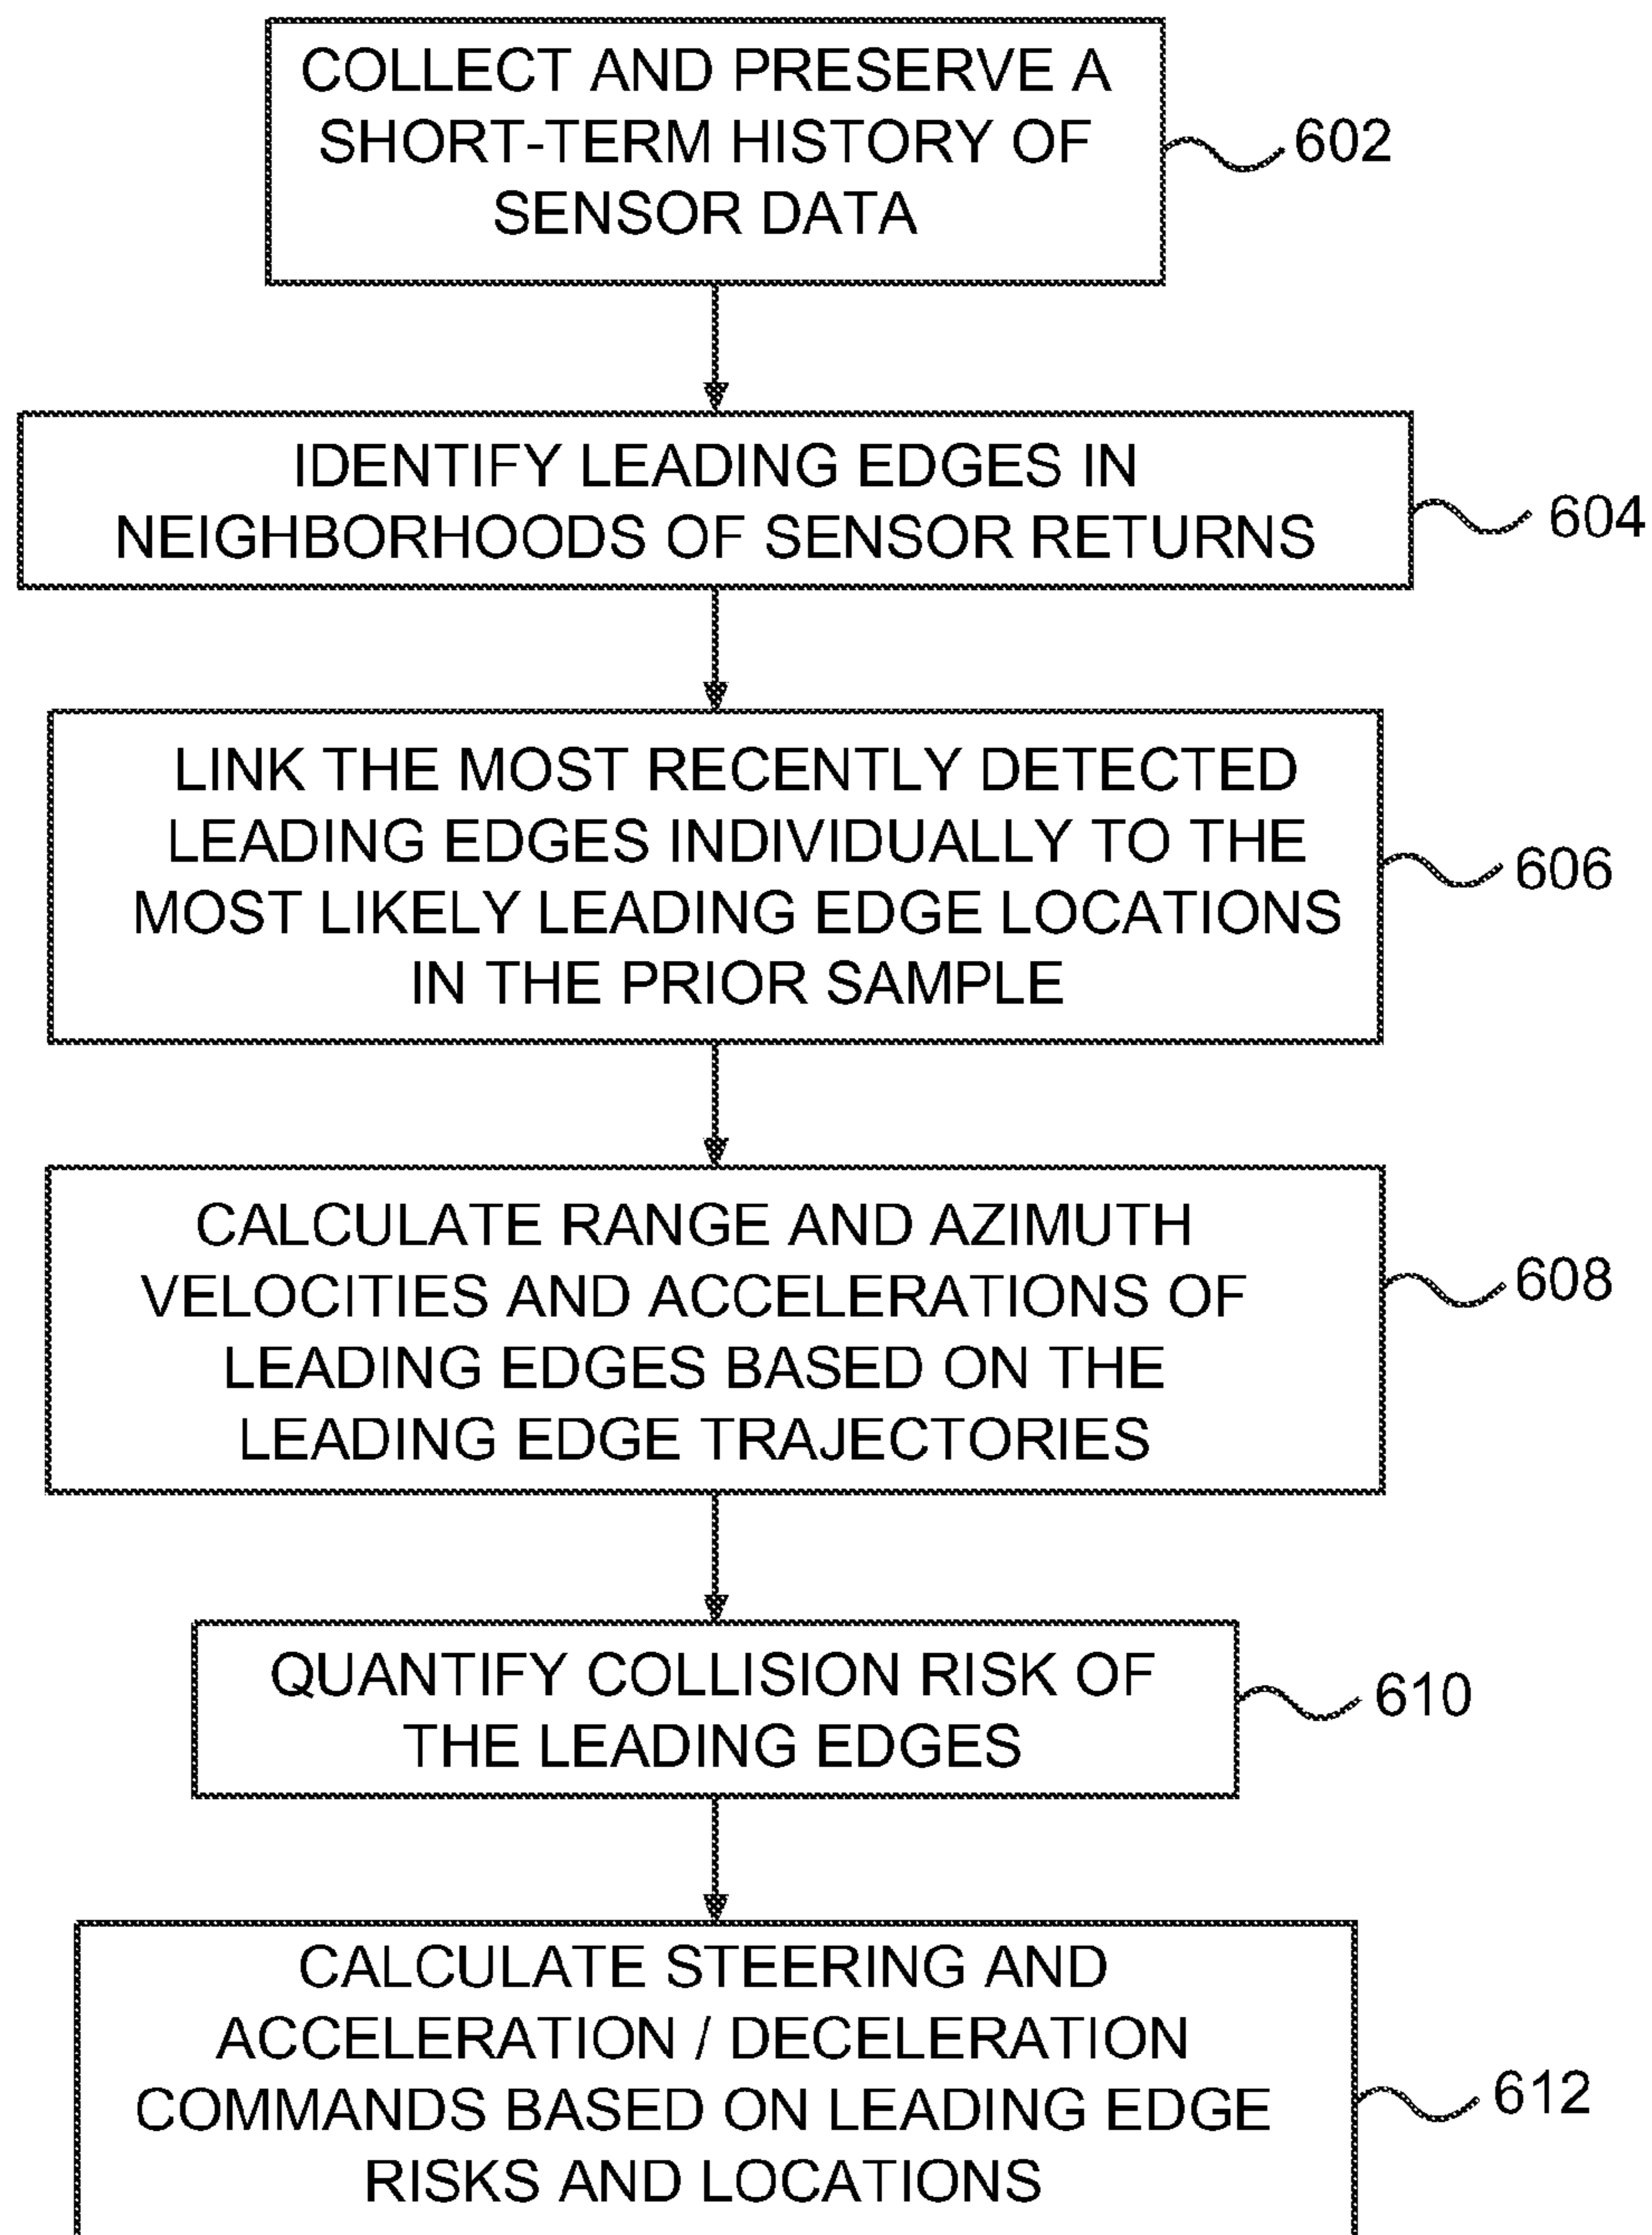 COLLECT AND PRESERVE A
SHORT-TERM HISTORY OF
SENSOR DATA
602
IDENTIFY LEADING EDGES IN
NEIGHBORHOODS OF SENSOR RETURNS
604
LINK THE MOST RECENTLY DETECTED
LEADING EDGES INDIVIDUALLY TO THE
MOST LIKELY LEADING EDGE LOCATIONS
IN THE PRIOR SAMPLE
606
CALCULATE RANGE AND AZIMUTH
VELOCITIES AND ACCELERATIONS OF
LEADING EDGES BASED ON THE
LEADING EDGE TRAJECTORIES
608
QUANTIFY COLLISION RISK OF
THE LEADING EDGES
610
CALCULATE STEERING AND
ACCELERATION / DECELERATION
COMMANDS BASED ON LEADING EDGE
RISKS AND LOCATIONS
612